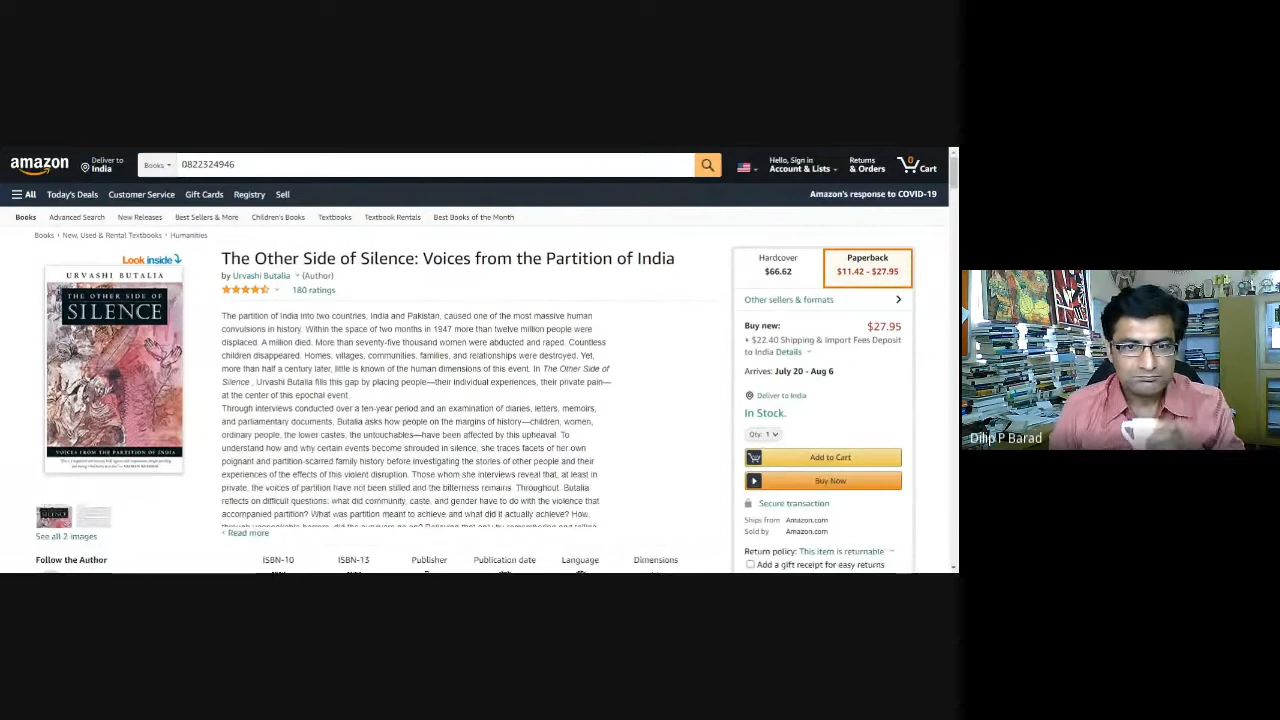 amazon
Deliver to
India
Books
0822324946
Hello, Sign in
Account & Lists
Returns
& Orders
0
Cart
All
Today's Deals
Customer Service
Gift Cards
Registry
Sell
Amazon's response to COVID-19
Books
Advanced Search
New Releases
Best Sellers & More
Children's Books
Textbooks
Textbook Rentals
Best Books of the Month
Books › New, Used & Rental Textbooks › Humanities
Look inside
URVASHI BUTALIA
THE OTHER SIDE OF
SILENCE
VOICES FROM THE PARTITION OF INDIA
SILENCE
See all 2 images
Follow the Author
The Other Side of Silence: Voices from the Partition of India
by Urvashi Butalia (Author)
180 ratings
The partition of India into two countries, India and Pakistan, caused one of the most massive human
convulsions in history. Within the space of two months in 1947 more than twelve million people were
displaced. A million died. More than seventy-five thousand women were abducted and raped. Countless
children disappeared. Homes, villages, communities, families, and relationships were destroyed. Yet,
more than half a century later, little is known of the human dimensions of this event. In The Other Side of
Silence , Urvashi Butalia fills this gap by placing people—their individual experiences, their private pain—
at the center of this epochal event.
Through interviews conducted over a ten-year period and an examination of diaries, letters, memoirs,
and parliamentary documents, Butalia asks how people on the margins of history—children, women,
ordinary people, the lower castes, the untouchables—have been affected by this upheaval. To
understand how and why certain events become shrouded in silence, she traces facets of her own
poignant and partition-scarred family history before investigating the stories of other people and their
experiences of the effects of this violent disruption. Those whom she interviews reveal that, at least in
private, the voices of partition have not been stilled and the bitterness remains. Throughout, Butalia
reflects on difficult questions: what did community, caste, and gender have to do with the violence that
accompanied partition? What was partition meant to achieve and what did it actually achieve? How,
Read more
ISBN-10
ISBN-13
Publisher
Publication date
Language
Dimensions
Hardcover
$66.62
Paperback
$11.42 - $27.95
Other sellers & formats
Buy new:
$27.95
+ $22.40 Shipping & Import Fees Deposit
to India Details
Arrives: July 20 - Aug 6
Deliver to India
In Stock.
Qty: 1
Add to Cart
Buy Now
Secure transaction
Ships from Amazon.com
Sold by Amazon.com
Return policy: This item is returnable
Add a gift receipt for easy returns
Dilip P Barad